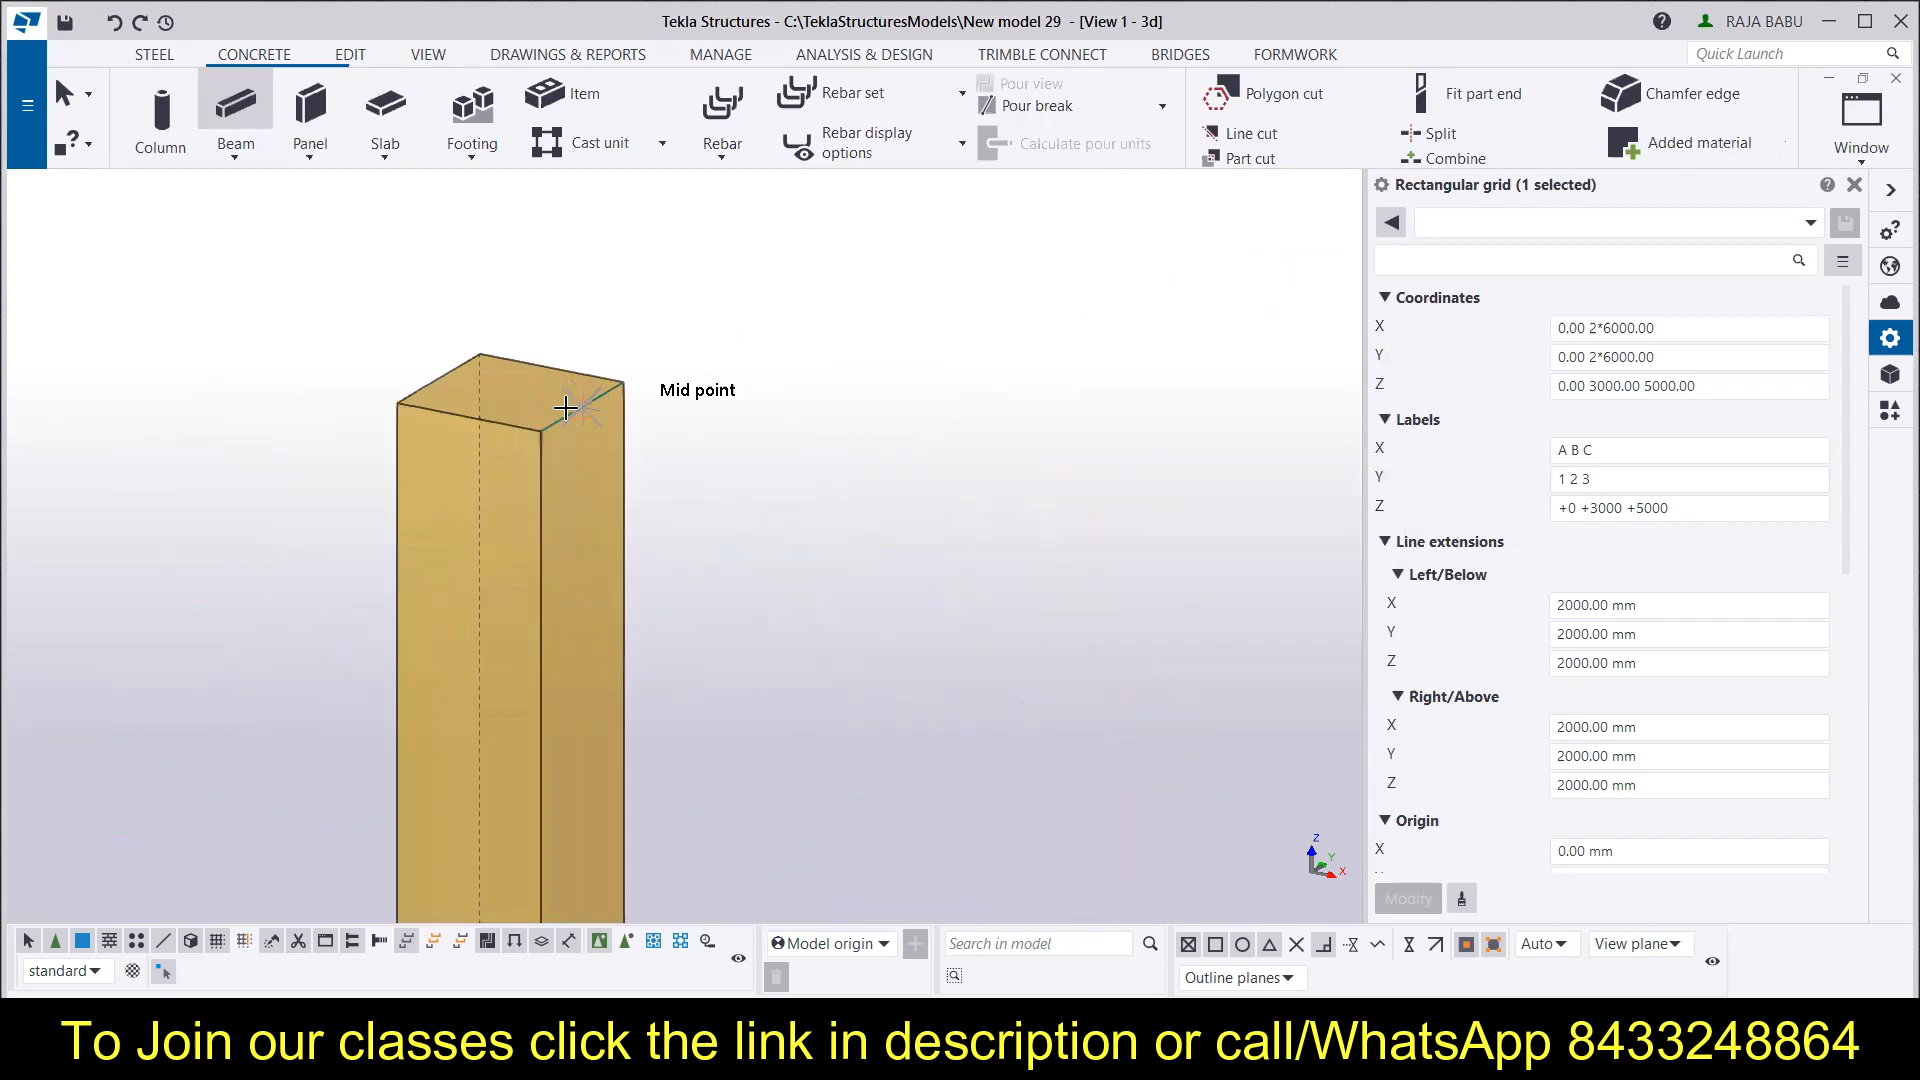 Tekla Structures - C:\TeklaStructuresModels\New model 29 - [View 1 - 3d]
RAJA BABU
STEEL CONCRETE EDIT VIEW DRAWINGS & REPORTS MANAGE ANALYSIS & DESIGN TRIMBLE CONNECT BRIDGES FORMWORK
Quick Launch
Column
Beam
Panel
Slab
Footing
Item
Cast unit
Rebar
Rebar set
Rebar display
options
Pour view
Pour break
Calculate pour units
Polygon cut
Line cut
Part cut
Fit part end
Split
Combine
Chamfer edge
Added material
Window
Mid point
Z
Y
X
Rectangular grid (1 selected)
Coordinates
X 0.00 2*6000.00
Y 0.00 2*6000.00
Z 0.00 3000.00 5000.00
Labels
X A B C
Y 1 2 3
Z +0 +3000 +5000
Line extensions
Left/Below
X 2000.00 mm
Y 2000.00 mm
Z 2000.00 mm
Right/Above
X 2000.00 mm
Y 2000.00 mm
Z 2000.00 mm
Origin
X 0.00 mm
Modify
standard
Model origin
Search in model
Auto
View plane
Outline planes
To Join our classes click the link in description or call/WhatsApp 8433248864